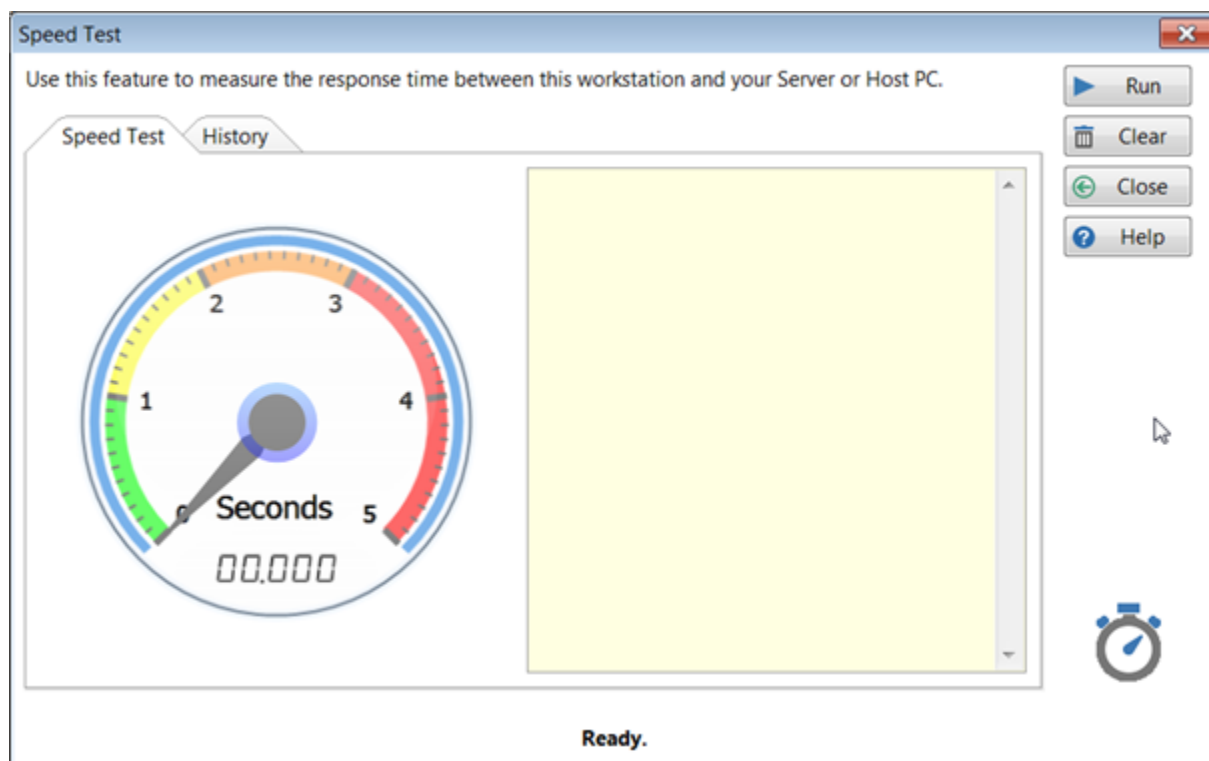 Speed Test
Use this feature to measure the response time between this workstation and your Server or Host PC.
Run
Clear
Close
Help
Speed Test
History
2
3
1
4
0
Seconds
5
00.000
Ready.